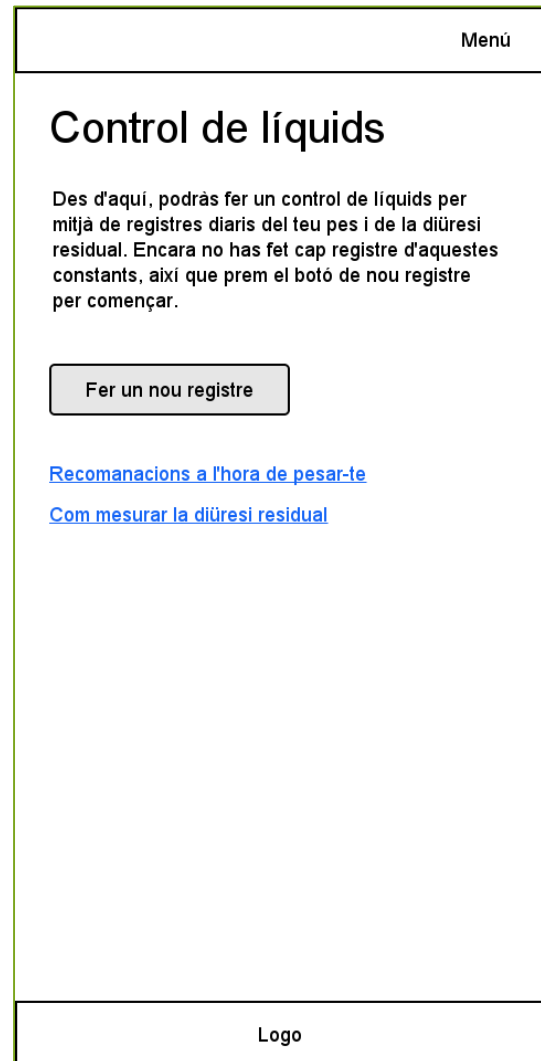 Menú
Control de líquids
Des d'aquí, podràs fer un control de líquids per
mitjà de registres diaris del teu pes i de la diüresi
residual. Encara no has fet cap registre d'aquestes
constants, així que prem el botó de nou registre
per començar.
Fer un nou registre
Recomanacions a l'hora de pesar-te
Com mesurar la diüresi residual
Logo